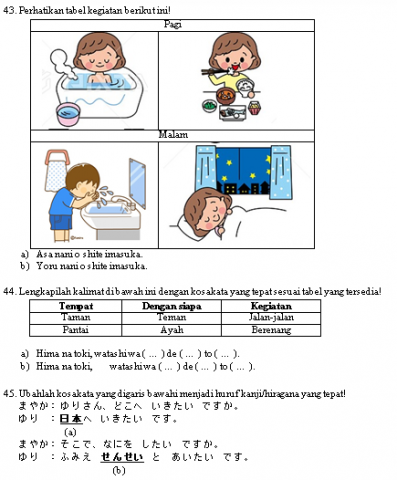 43. Perhatikan tabel kegiatan berikut ini!
Pagi
Malam
a) Asa nani o shite imasuka.
b) Yoru nani o shite imasuka.
44. Lengkapilah kalimat di bawah ini dengan kosakata yang tepat sesuai tabel yang tersedia!
Tempat Dengan siapa Kegiatan
Taman Teman Jalan-jalan
Pantai Ayah Berenang
a) Hima na toki, watashi wa ( ... ) de ( ... ) to ( ... ).
b) Hima na toki, watashi wa ( ... ) de ( ... ) to ( ... ).
45. Ubahlah kosakata yang digaris bawahi menjadi huruf kanji/hiragana yang tepat!
まやか：ゆりさん、どこへ いきたい ですか。
ゆり ：日本へ いきたい です。
(a)
まやか：そこで、なにを したい ですか。
ゆり ：ふみえ せんせい と あいたい です。
(b)